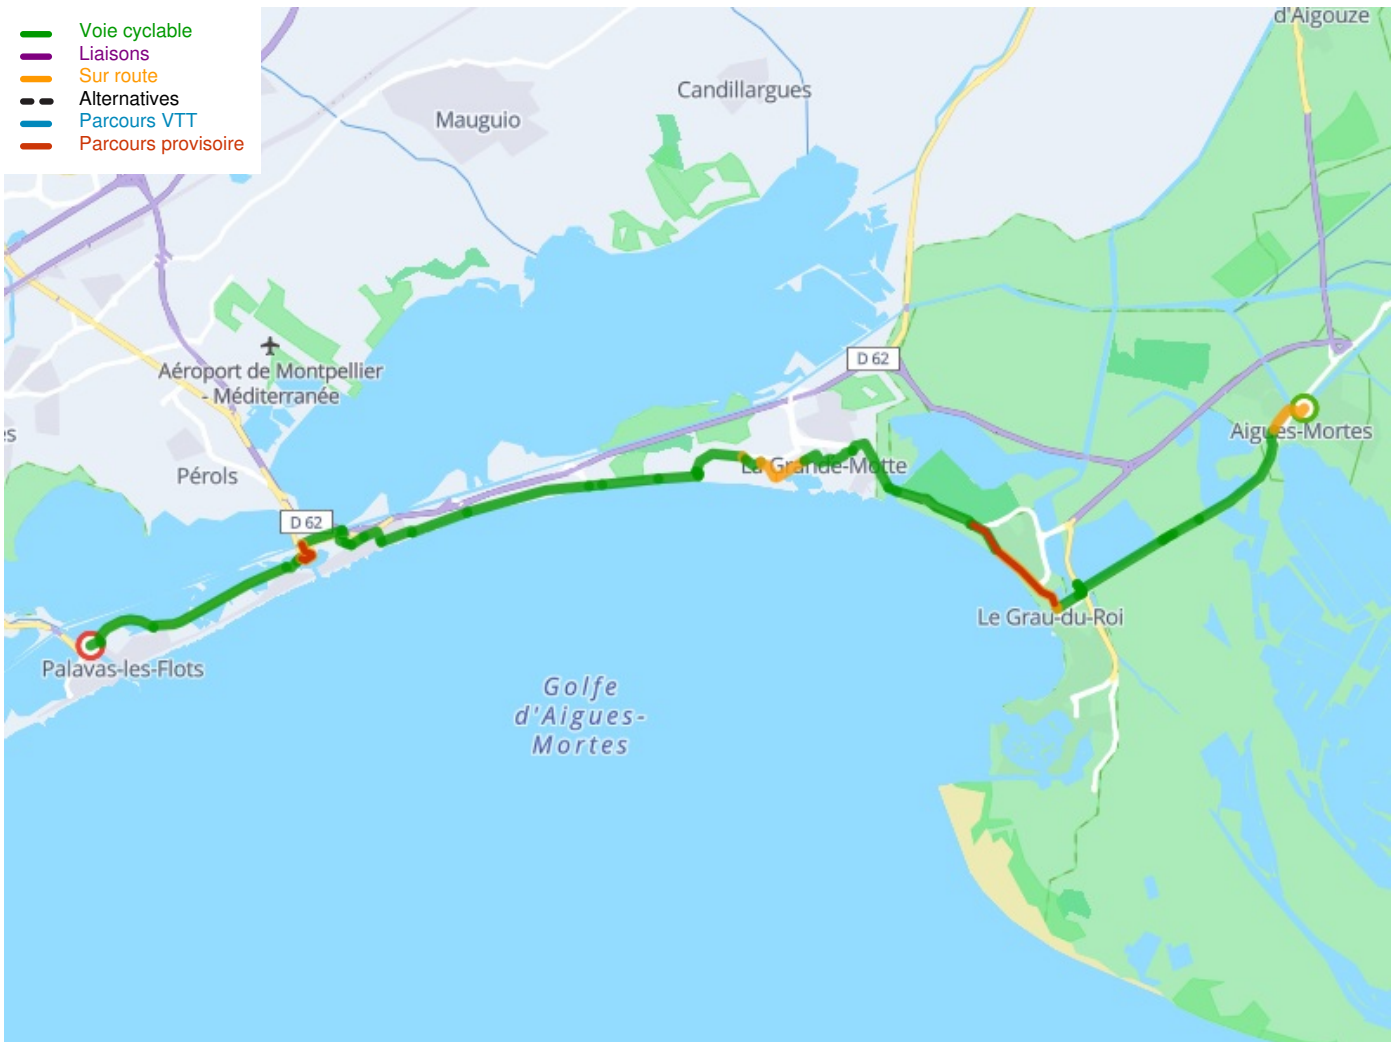 Voie cyclable
Liaisons
Sur route
Alternatives
Parcours VTT
Parcours provisoire
d'Aigouze
Candillargues
Mauguio
D 62
Aéroport de Montpellier
- Méditerranée
es
Aigues-Mortes
La Grande-Motte
Pérols
D 62
Le Grau-du-Roi
Palavas-les-Flots
Golfe
d'Aigues-
Mortes